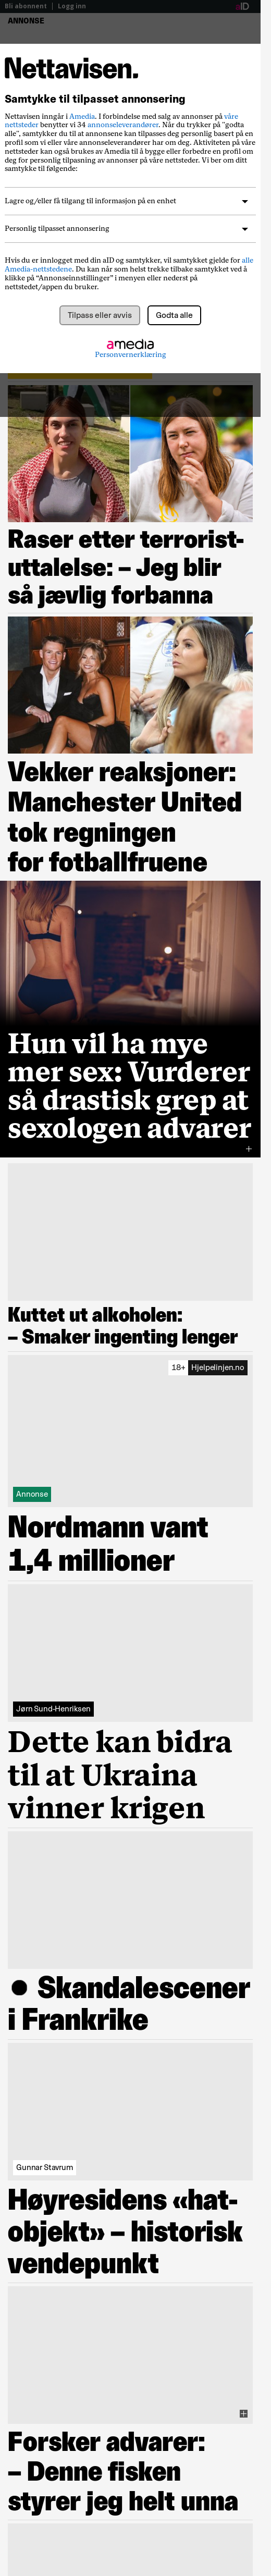 Bli abonnent | Logg inn
aID
ANNONSE
Nettavisen.
Samtykke til tilpasset annonsering
Nettavisen inngår i Amedia. I forbindelse med salg av annonser på våre
nettsteder benytter vi 34 annonseleverandører. Når du trykker på "godta
alle", samtykker du til at annonsene kan tilpasses deg personlig basert på en
profil som vi eller våre annonseleverandører har om deg. Aktiviteten på våre
nettsteder kan også brukes av Amedia til å bygge eller forbedre en profil om
deg for personlig tilpasning av annonser på våre nettsteder. Vi ber om ditt
samtykke til følgende:
Lagre og/eller få tilgang til informasjon på en enhet
Personlig tilpasset annonsering
Hvis du er innlogget med din aID og samtykker, vil samtykket gjelde for alle
Amedia-nettstedene. Du kan når som helst trekke tilbake samtykket ved å
klikke på "Annonseinnstillinger" i menyen eller nederst på
nettstedet/appen du bruker.
Tilpass eller avvis
Godta alle
amedia
Personvernerklæring
Raser etter terrorist-
uttalelse: – Jeg blir
så jævlig forbanna
Vekker reaksjoner:
Manchester United
tok regningen
for fotballfruene
Hun vil ha mye
mer sex: Vurderer
så drastisk grep at
sexologen advarer
Kuttet ut alkoholen:
– Smaker ingenting lenger
18+ Hjelpelinjen.no
Annonse
Nordmann vant
1,4 millioner
Jørn Sund-Henriksen
Dette kan bidra
til at Ukraina
vinner krigen
Skandalescener
i Frankrike
Gunnar Stavrum
Høyresidens «hat-
objekt» – historisk
vendepunkt
Forsker advarer:
– Denne fisken
styrer jeg helt unna